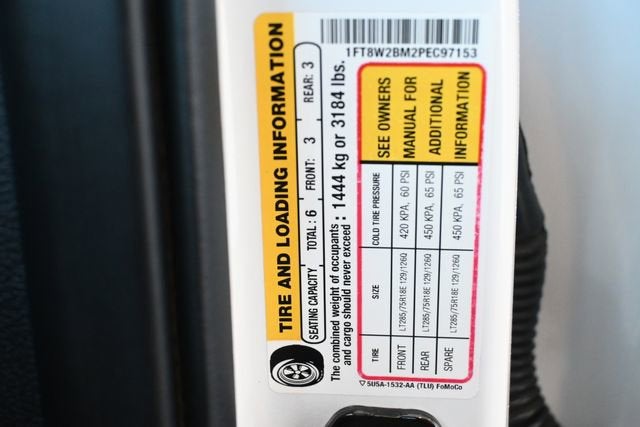 1FT8W2BM2PEC97153
TIRE AND LOADING INFORMATION
SEATING CAPACITY TOTAL : 6 FRONT: 3 REAR: 3
The combined weight of occupants : 1444 kg or 3184 lbs.
and cargo should never exceed
TIRE SIZE COLD TIRE PRESSURE SEE OWNERS
FRONT LT285/75R18E 129/126Q 420 KPA, 60 PSI MANUAL FOR
REAR LT285/75R18E 129/126Q 450 KPA, 65 PSI ADDITIONAL
SPARE LT285/75R18E 129/126Q 450 KPA, 65 PSI INFORMATION
5U5A-1532-AA (TLU) FoMoCo